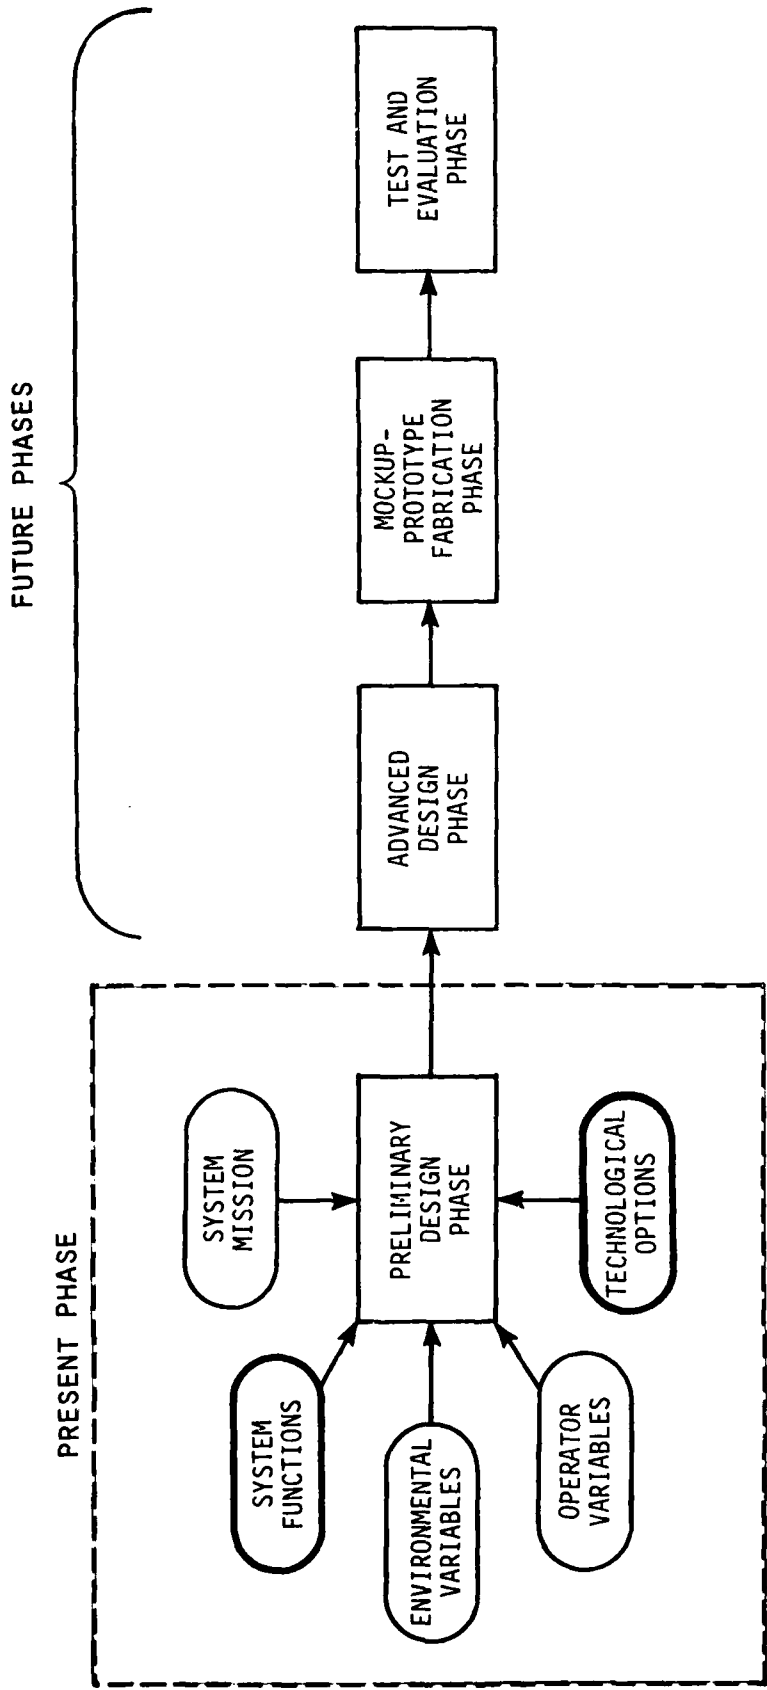 PRESENT PHASE
SYSTEM
FUNCTIONS
ENVIRONMENTAL
VARIABLES
OPERATOR
VARIABLES
SYSTEM
MISSION
PRELIMINARY
DESIGN
PHASE
TECHNOLOGICAL
OPTIONS
FUTURE PHASES
ADVANCED
DESIGN
PHASE
MOCKUP-
PROTOTYPE
FABRICATION
PHASE
TEST AND
EVALUATION
PHASE